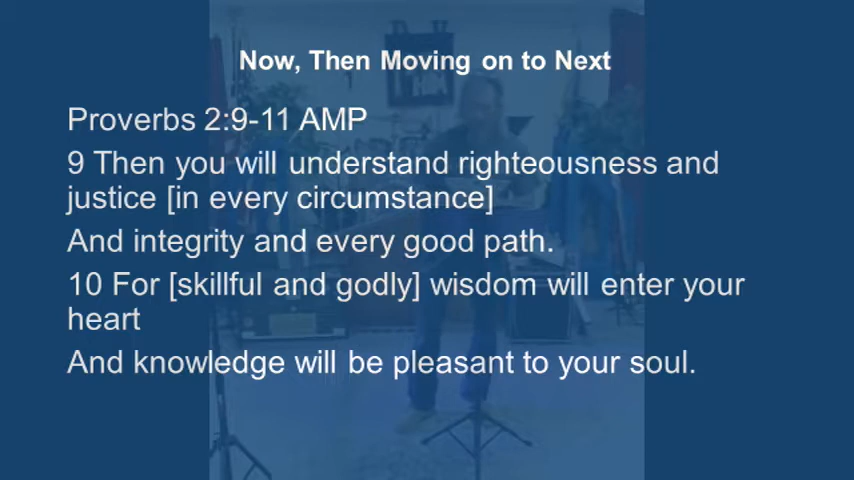 Now, Then Moving on to Next
Proverbs 2:9-11 AMP
9 Then you will understand righteousness and
justice [in every circumstance]
And integrity and every good path.
10 For [skillful and godly] wisdom will enter your
heart
And knowledge will be pleasant to your soul.